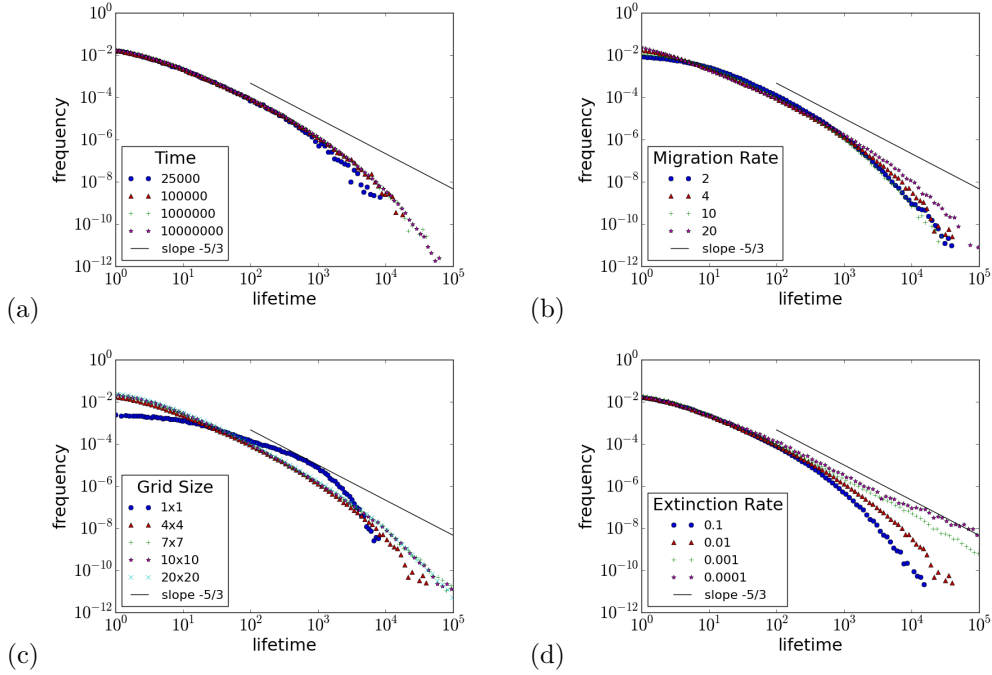 10^0
10^-2
10^-4
10^-6
10^-8
10^-10
10^-12
frequency
Time
25000
100000
1000000
10000000
slope -5/3
10^0 10^1 10^2 10^3 10^4 10^5
lifetime
(a)
10^0
10^-2
10^-4
10^-6
10^-8
10^-10
10^-12
frequency
Migration Rate
2
4
10
20
slope -5/3
10^0 10^1 10^2 10^3 10^4 10^5
lifetime
(b)
10^0
10^-2
10^-4
10^-6
10^-8
10^-10
10^-12
frequency
Grid Size
1x1
4x4
7x7
10x10
20x20
slope -5/3
10^0 10^1 10^2 10^3 10^4 10^5
lifetime
(c)
10^0
10^-2
10^-4
10^-6
10^-8
10^-10
10^-12
frequency
Extinction Rate
0.1
0.01
0.001
0.0001
slope -5/3
10^0 10^1 10^2 10^3 10^4 10^5
lifetime
(d)